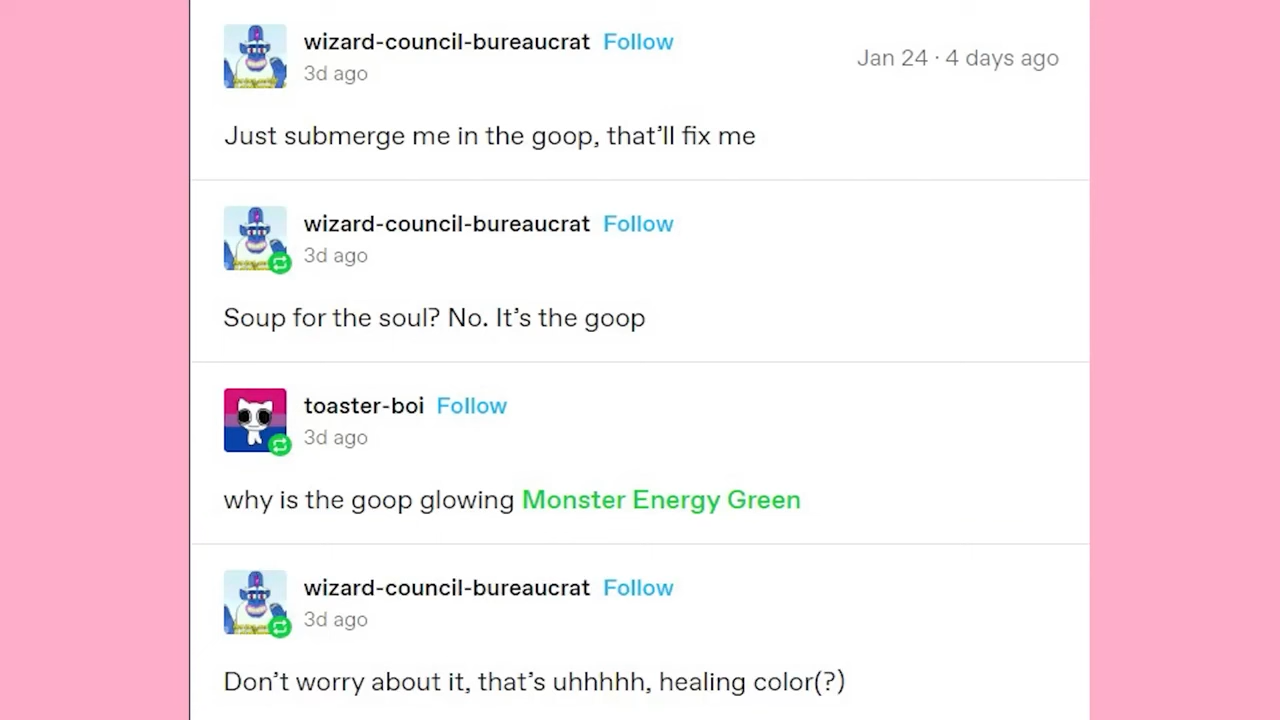 wizard-council-bureaucrat Follow
3d ago
Jan 24 · 4 days ago
Just submerge me in the goop, that’ll fix me
wizard-council-bureaucrat Follow
3d ago
Soup for the soul? No. It’s the goop
toaster-boi Follow
3d ago
why is the goop glowing Monster Energy Green
wizard-council-bureaucrat Follow
3d ago
Don’t worry about it, that’s uhhhhh, healing color(?)